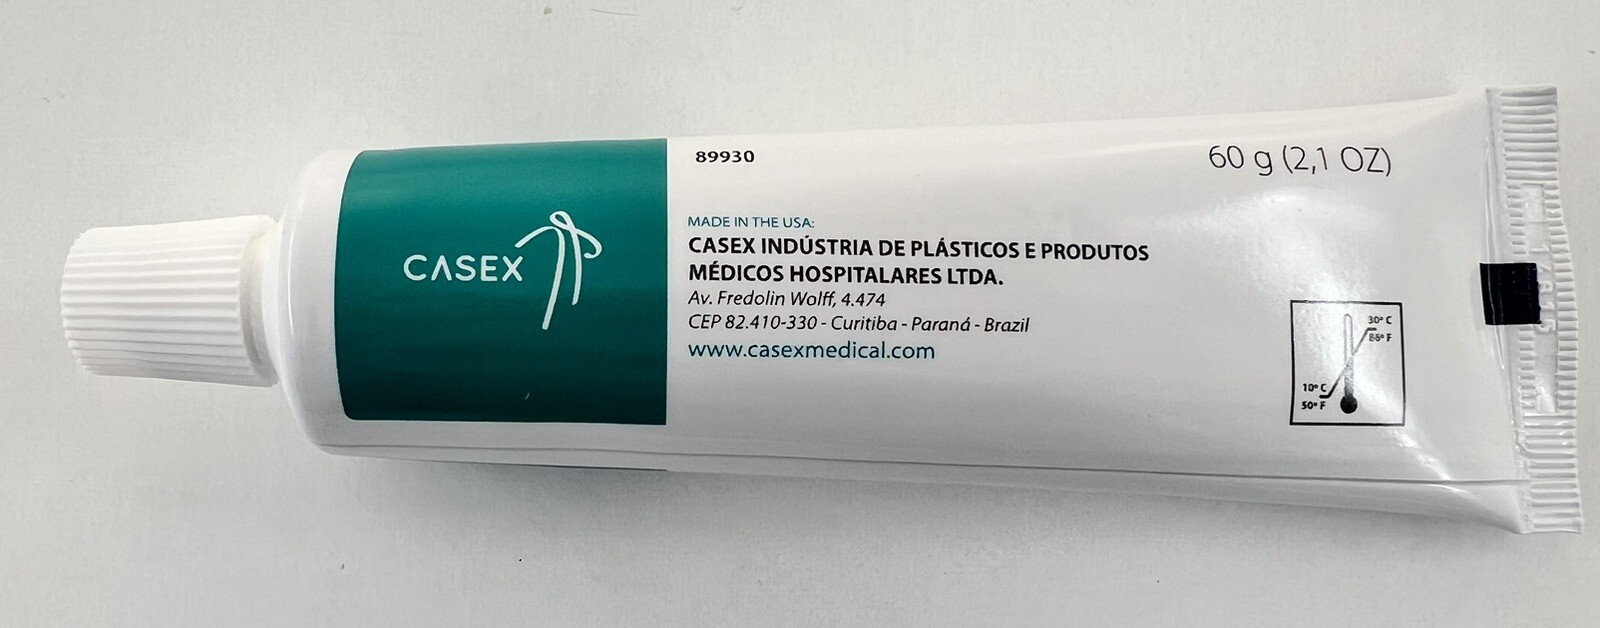 CASEX
89930
60 g (2,1 OZ)
MADE IN THE USA:
CASEX INDÚSTRIA DE PLÁSTICOS E PRODUTOS
MÉDICOS HOSPITALARES LTDA.
Av. Fredolin Wolff, 4.474
CEP 82.410-330 - Curitiba - Paraná - Brazil
www.casexmedical.com
30° C
86° F
10° C
50° F